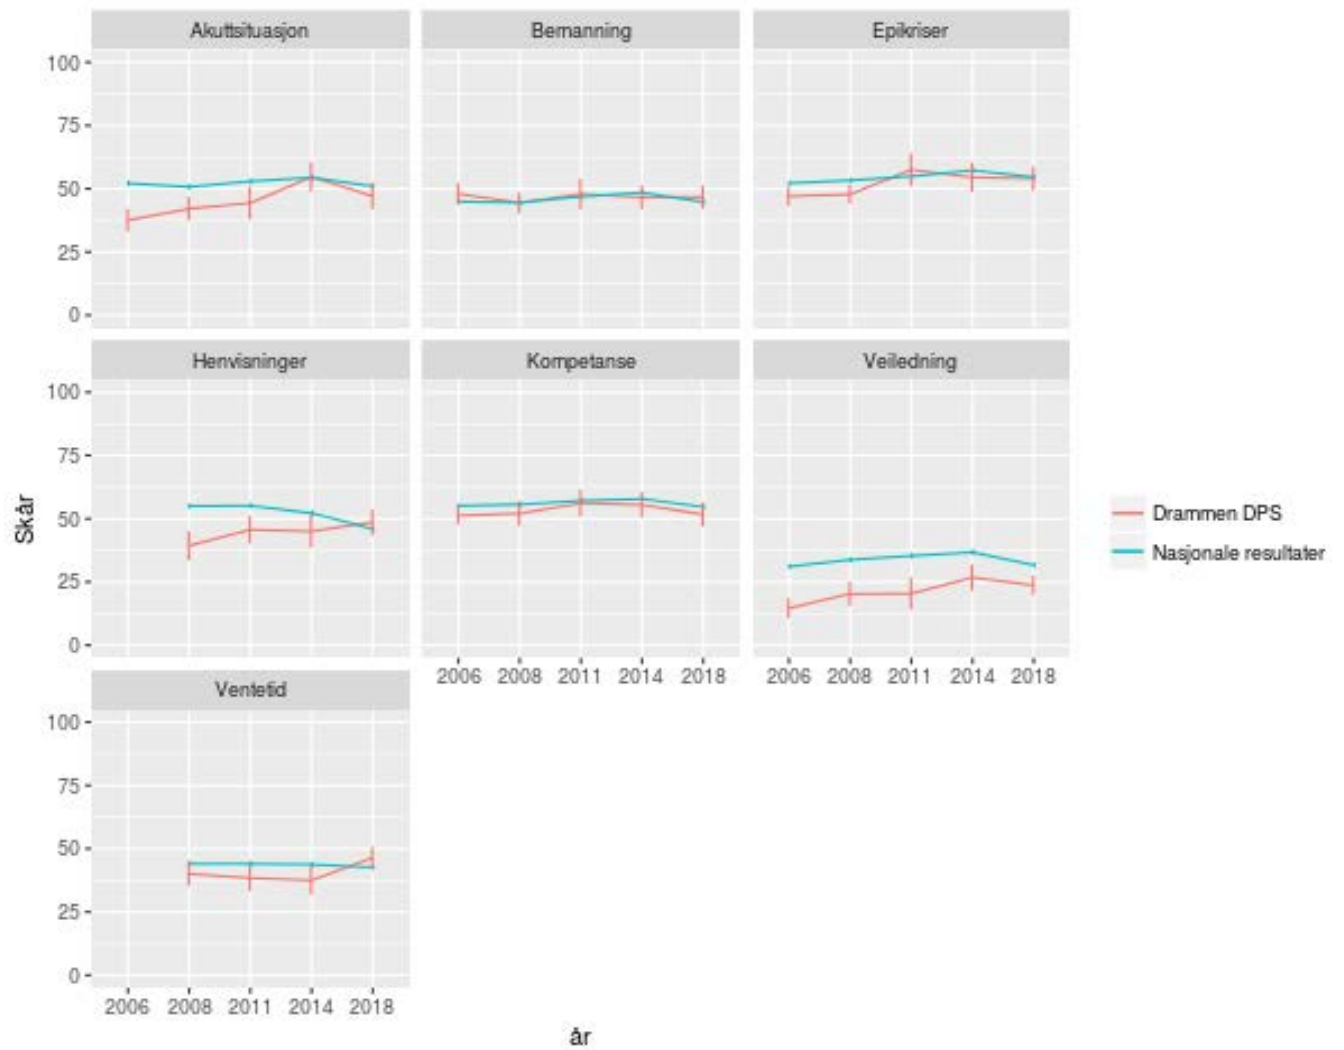 Akuttsituasjon
Bemanning
Epikriser
100
75
50
25
0
Henvisninger
Kompetanse
Veiledning
100
75
50
25
0
2006 2008 2011 2014 2018
2006 2008 2011 2014 2018
Ventetid
100
75
50
25
0
2006 2008 2011 2014 2018
Skår
år
Drammen DPS
Nasjonale resultater